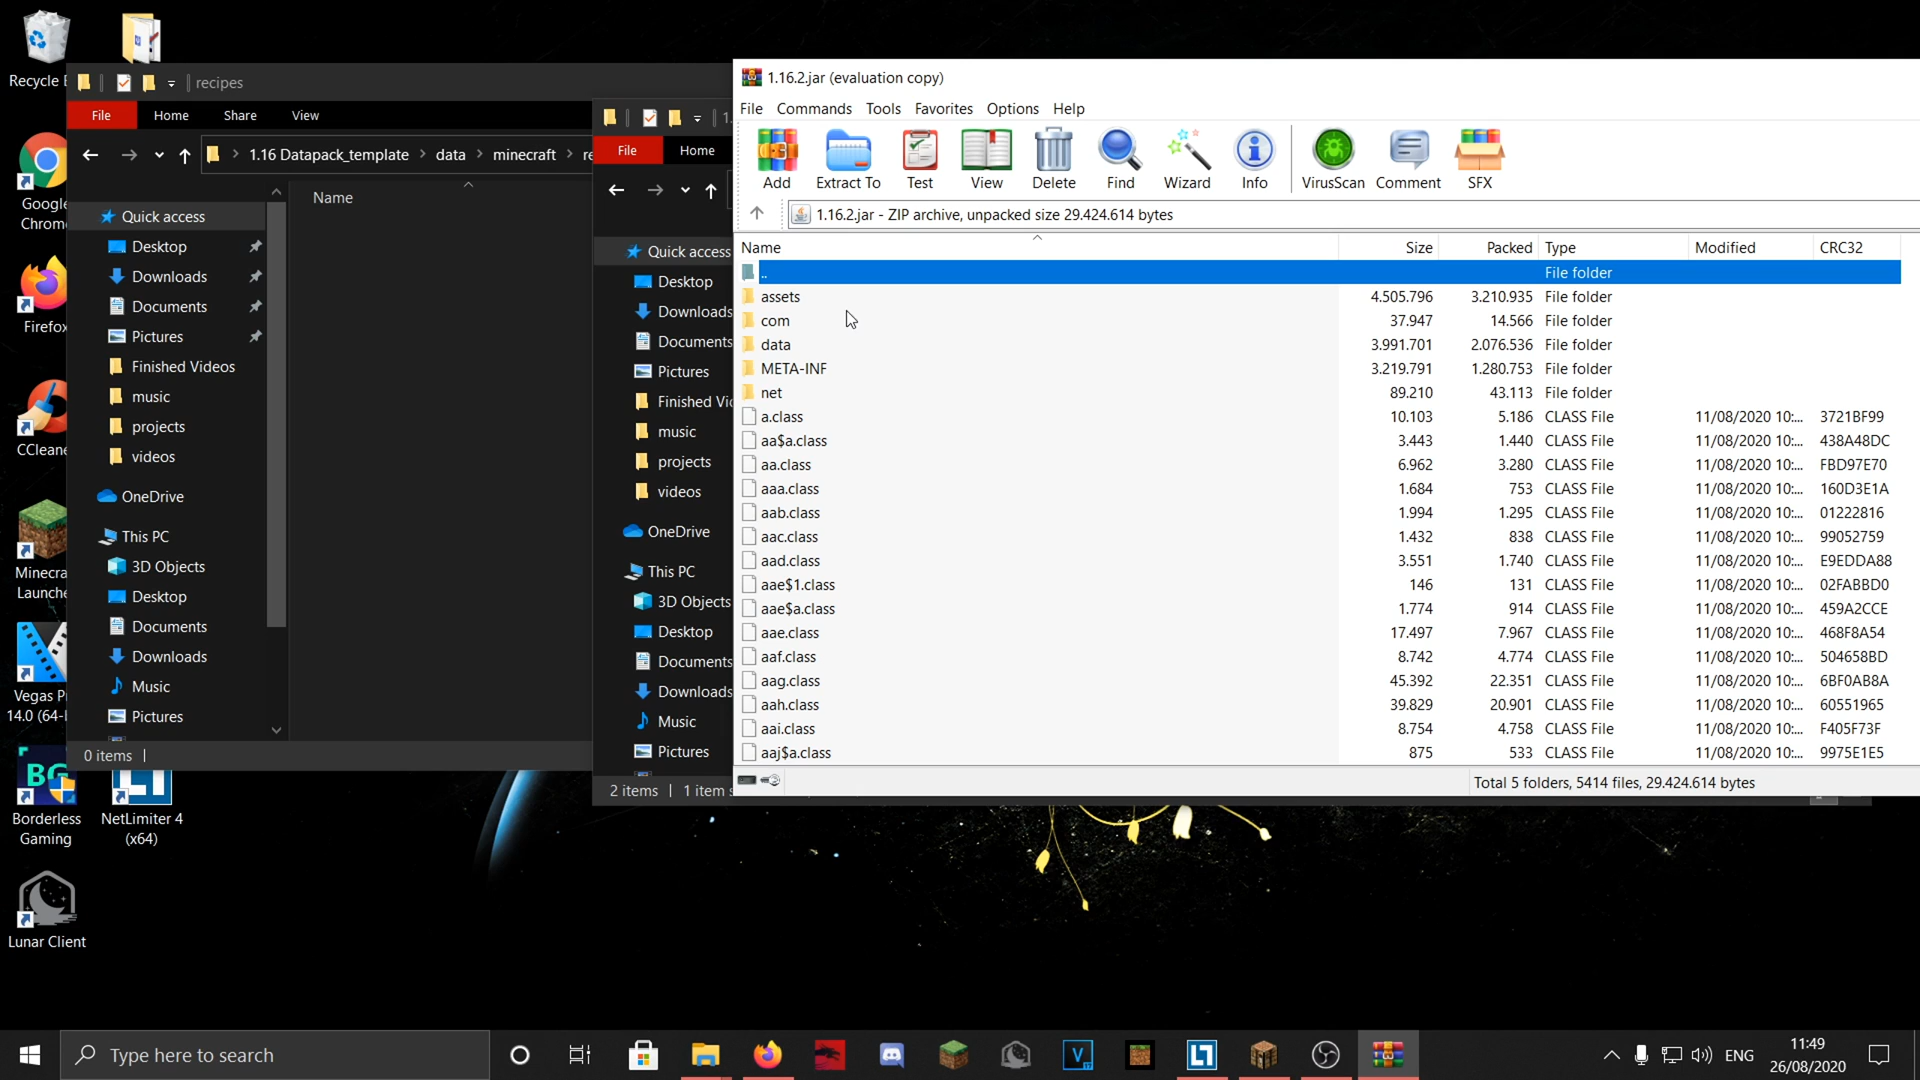 Recycle
recipes
File
Home
Share
View
1.16 Datapack_template
data
minecraft
Name
Quick access
Desktop
Downloads
Documents
Pictures
Finished Videos
music
projects
videos
OneDrive
This PC
3D Objects
Desktop
Documents
Downloads
Music
Pictures
0 items
File
Home
Quick access
Desktop
Downloads
Documents
Pictures
Finished Vi
music
projects
videos
OneDrive
This PC
3D Objects
Desktop
Documents
Downloads
Music
Pictures
2 items
1 item
1.16.2.jar (evaluation copy)
File Commands Tools Favorites Options Help
Add
Extract To
Test
View
Delete
Find
Wizard
Info
VirusScan
Comment
SFX
1.16.2.jar - ZIP archive, unpacked size 29.424.614 bytes
Name Size Packed Type Modified CRC32
.. File folder
assets 4.505.796 3.210.935 File folder
com 37.947 14.566 File folder
data 3.991.701 2.076.536 File folder
META-INF 3.219.791 1.280.753 File folder
net 89.210 43.113 File folder
a.class 10.103 5.186 CLASS File 11/08/2020 10:... 3721BF99
aa$a.class 3.443 1.440 CLASS File 11/08/2020 10:... 438A48DC
aa.class 6.962 3.280 CLASS File 11/08/2020 10:... FBD97E70
aaa.class 1.684 753 CLASS File 11/08/2020 10:... 160D3E1A
aab.class 1.994 1.295 CLASS File 11/08/2020 10:... 01222816
aac.class 1.432 838 CLASS File 11/08/2020 10:... 99052759
aad.class 3.551 1.740 CLASS File 11/08/2020 10:... E9EDDA88
aae$1.class 146 131 CLASS File 11/08/2020 10:... 02FABBD0
aae$a.class 1.774 914 CLASS File 11/08/2020 10:... 459A2CCE
aae.class 17.497 7.967 CLASS File 11/08/2020 10:... 468F8A54
aaf.class 8.742 4.774 CLASS File 11/08/2020 10:... 504658BD
aag.class 45.392 22.351 CLASS File 11/08/2020 10:... 6BF0AB8A
aah.class 39.829 20.901 CLASS File 11/08/2020 10:... 60551965
aai.class 8.754 4.758 CLASS File 11/08/2020 10:... F405F73F
aaj$a.class 875 533 CLASS File 11/08/2020 10:... 9975E1E5
Total 5 folders, 5414 files, 29.424.614 bytes
Google
Chrom
Firefox
CCleane
Minecra
Launche
Vegas P
14.0 (64-
BG
Borderless
Gaming
NetLimiter 4
(x64)
Lunar Client
Type here to search
ENG
11:49
26/08/2020